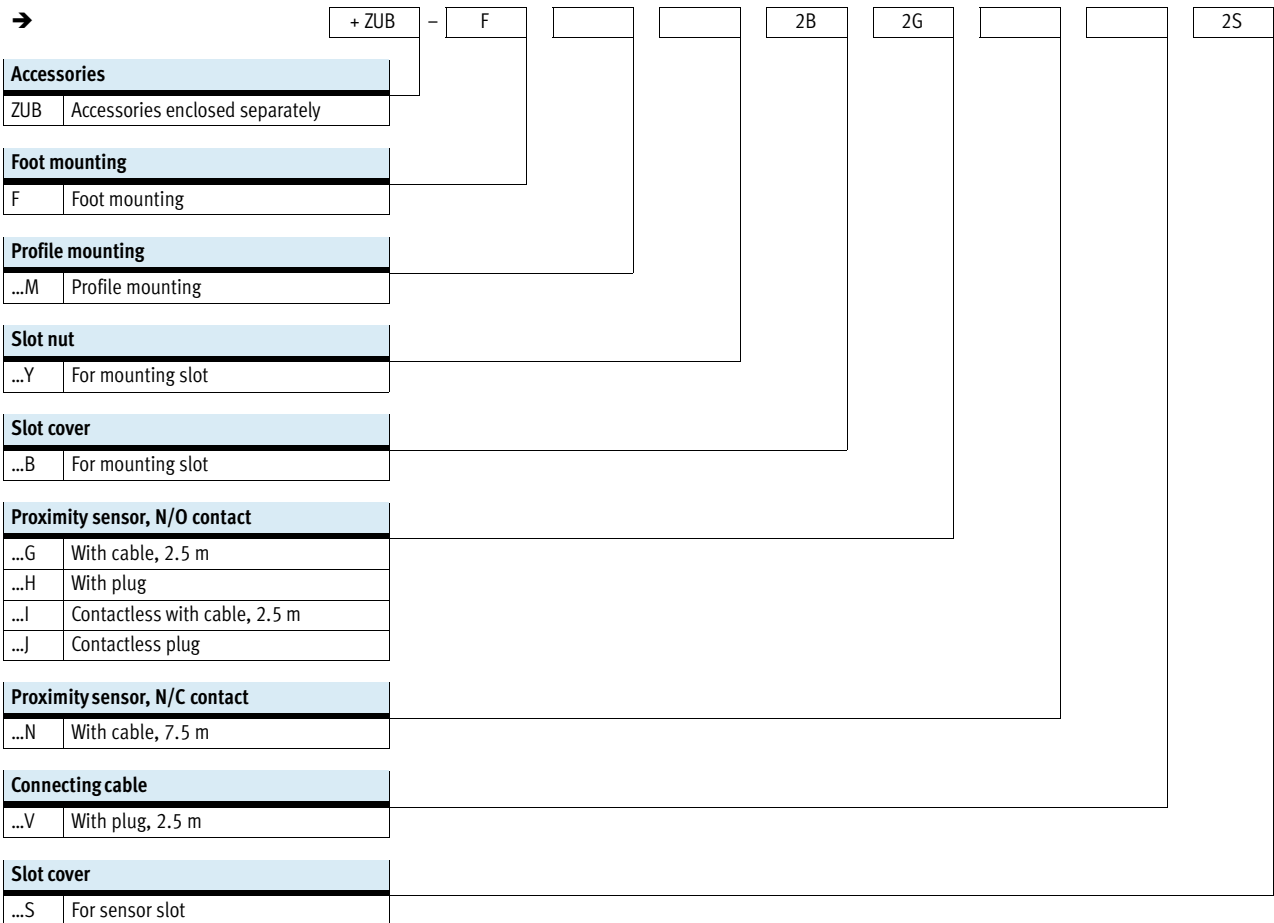 ➔ + ZUB – F 2B 2G 2S
Accessories
ZUB Accessories enclosed separately
Foot mounting
F Foot mounting
Profile mounting
...M Profile mounting
Slot nut
...Y For mounting slot
Slot cover
...B For mounting slot
Proximity sensor, N/O contact
...G With cable, 2.5 m
...H With plug
...I Contactless with cable, 2.5 m
...J Contactless plug
Proximity sensor, N/C contact
...N With cable, 7.5 m
Connecting cable
...V With plug, 2.5 m
Slot cover
...S For sensor slot